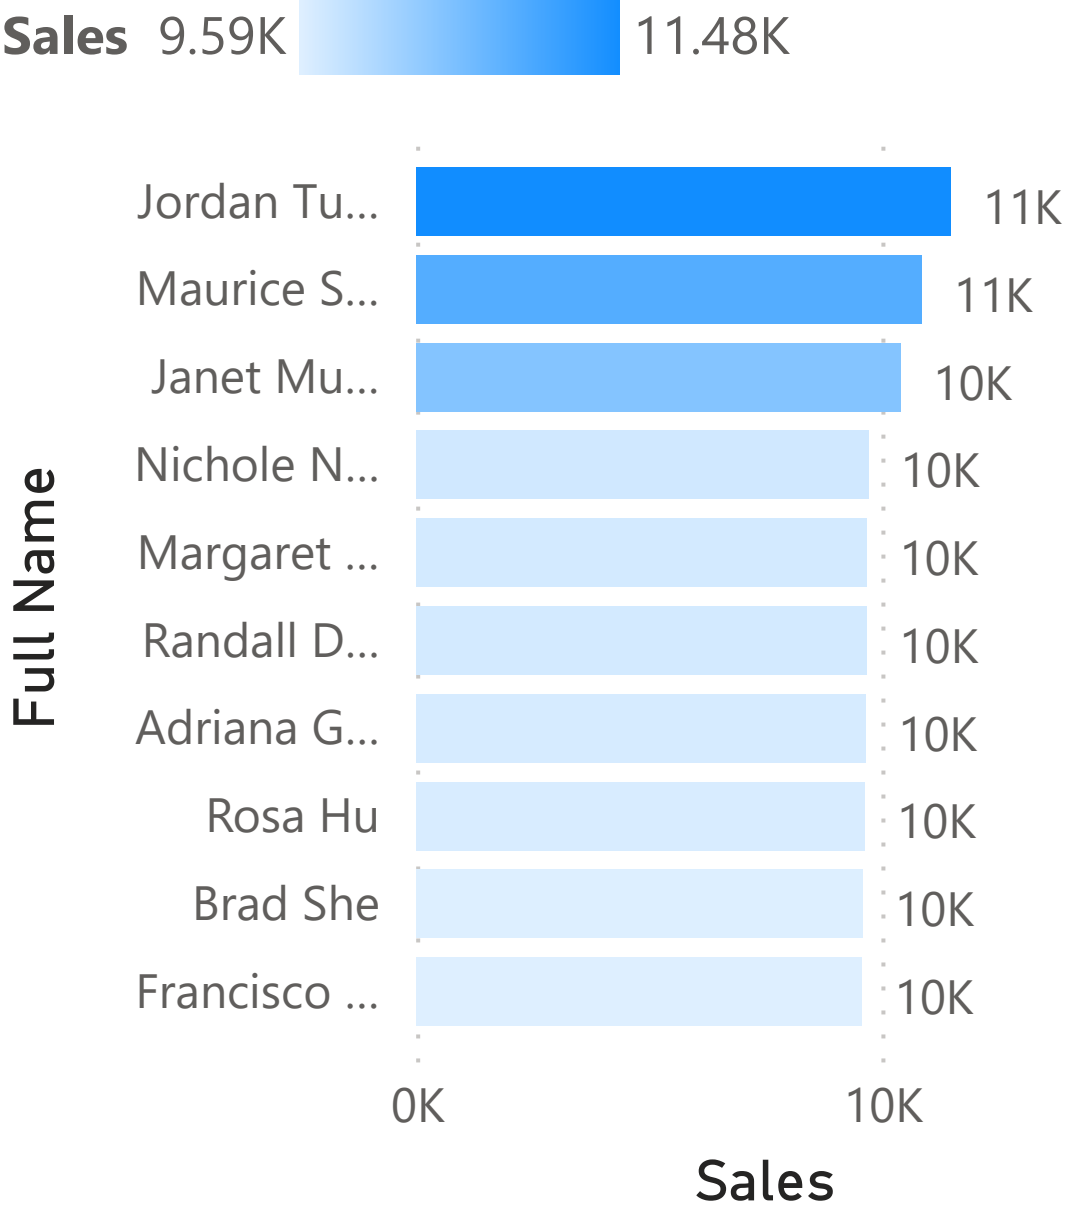 Sales 9.59K 11.48K
Jordan Tu... 11K
Maurice S... 11K
Janet Mu... 10K
Nichole N... 10K
Margaret ... 10K
Randall D... 10K
Adriana G... 10K
Rosa Hu 10K
Brad She 10K
Francisco ... 10K
Full Name
0K 10K
Sales